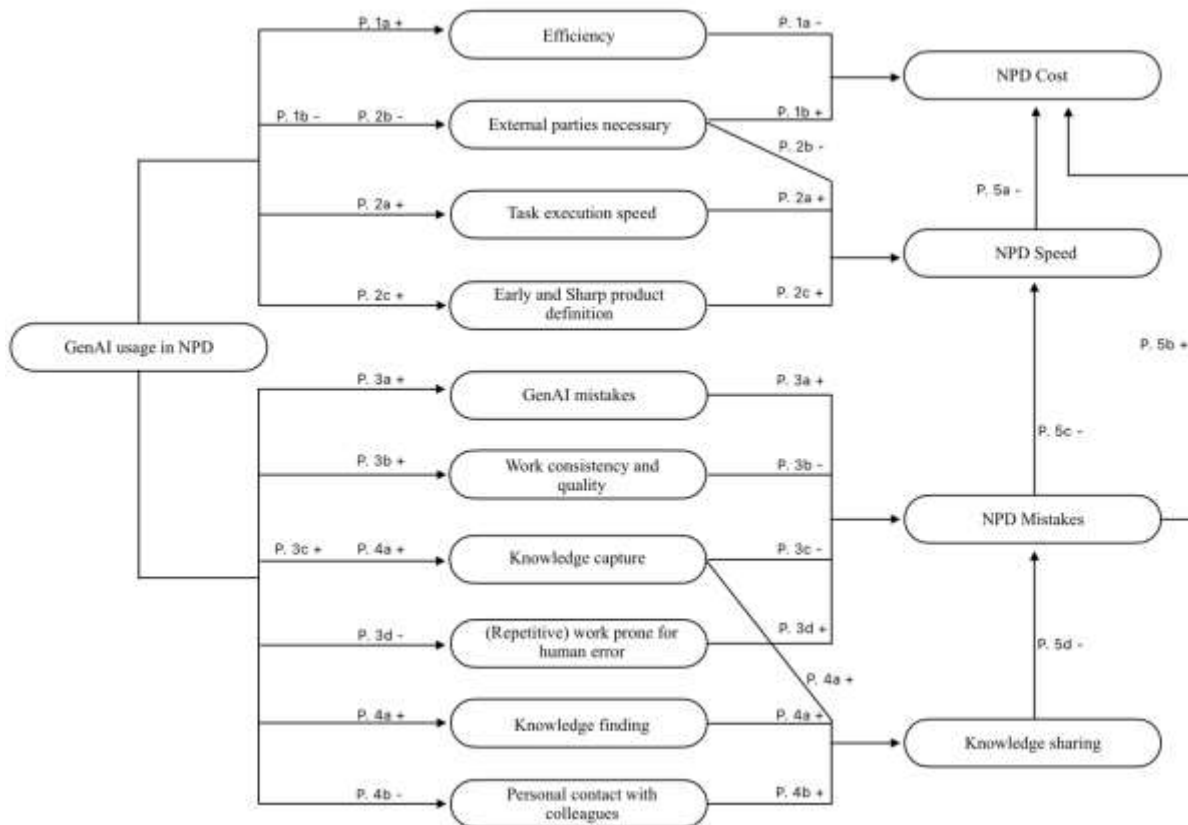 P. 1a +
Efficiency
P. 1a -
NPD Cost
P. 1b -
P. 2b -
External parties necessary
P. 1b +
P. 2b -
P. 2a +
Task execution speed
P. 2a +
P. 5a -
NPD Speed
P. 2c +
Early and Sharp product
definition
P. 2c +
GenAI usage in NPD
P. 5b +
P. 3a +
GenAI mistakes
P. 3a +
P. 5c -
P. 3b +
Work consistency and
quality
P. 3b -
NPD Mistakes
P. 3c +
P. 4a+
Knowledge capture
P. 3c -
P. 3d -
(Repetitive) work prone for
human error
P. 3d +
P. 5d -
P. 4a +
P. 4a +
Knowledge finding
P. 4a +
Knowledge sharing
P. 4b -
Personal contact with
colleagues
P. 4b +